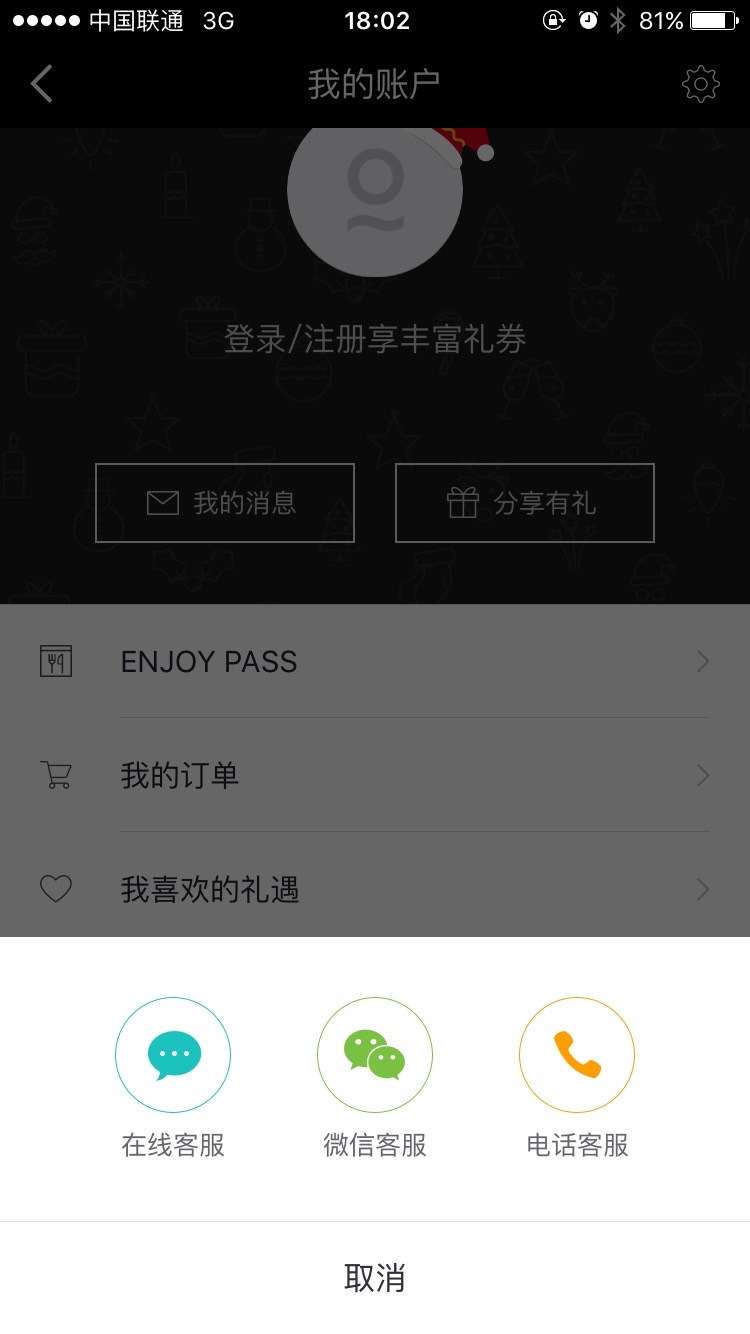 中国联通 3G 18:02 81%
我的账户
登录/注册享丰富礼券
我的消息 分享有礼
ENJOY PASS
我的订单
我喜欢的礼遇
在线客服 微信客服 电话客服
取消